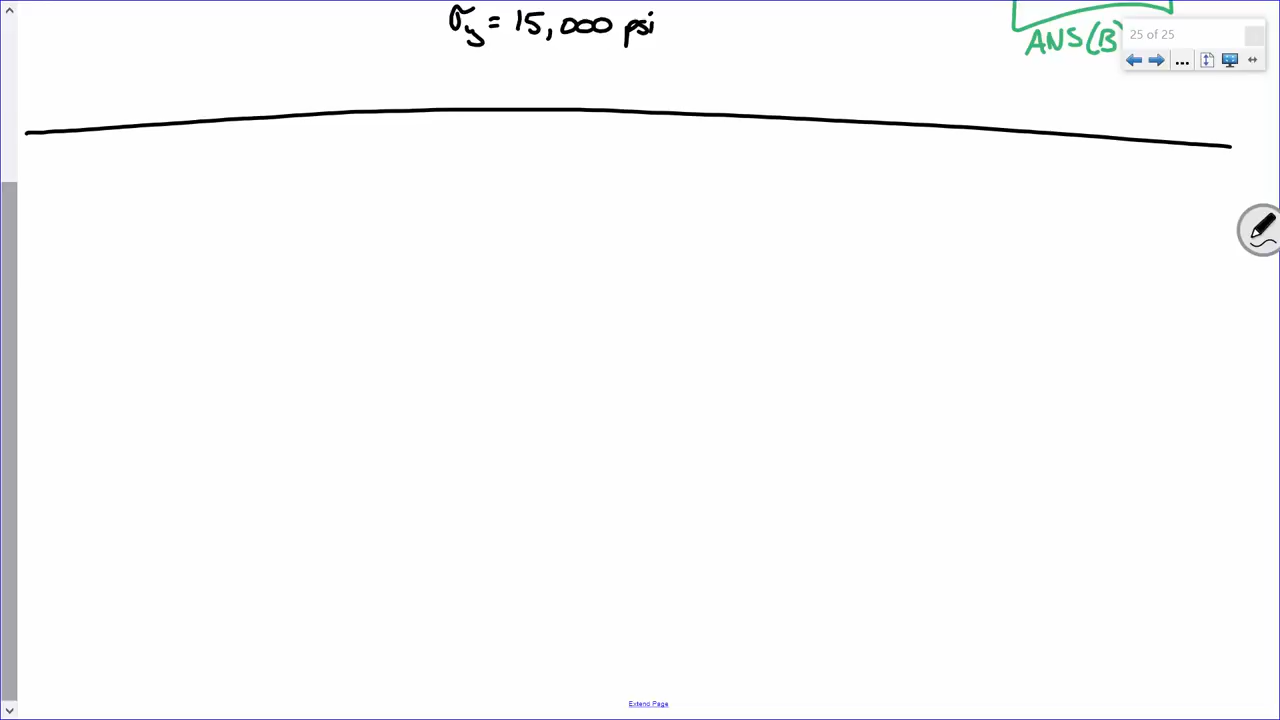 σy = 15,000 psi
ANS(B)
25 of 25
...
Extend Page